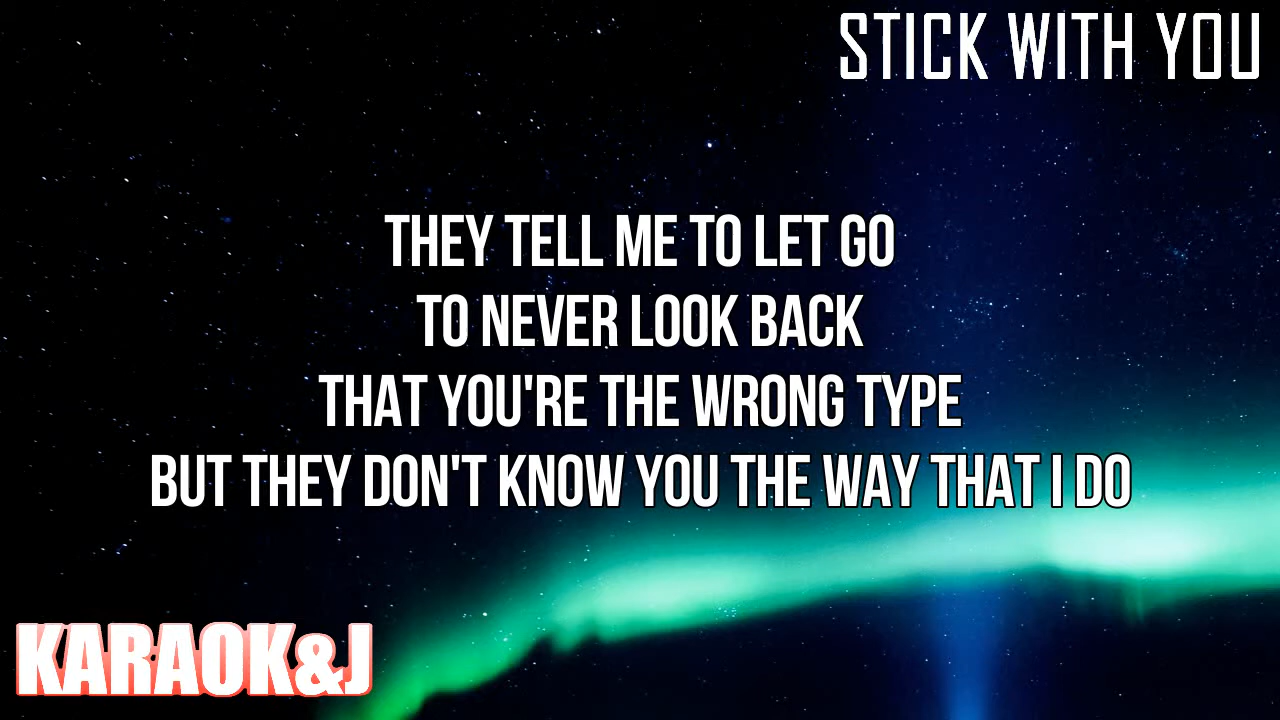 STICK WITH YOU
THEY TELL ME TO LET GO
TO NEVER LOOK BACK
THAT YOU'RE THE WRONG TYPE
BUT THEY DON'T KNOW YOU THE WAY THAT I DO
KARAOK&J